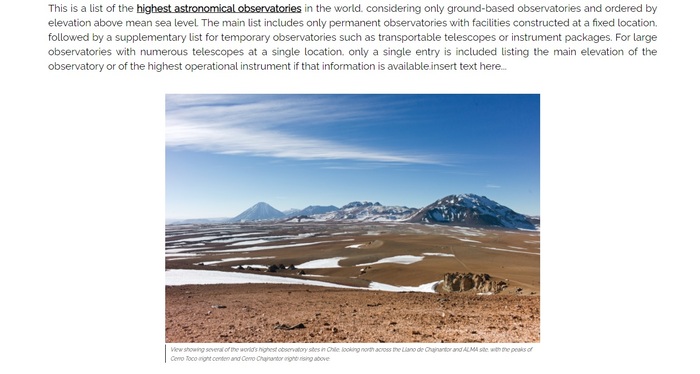 This is a list of the highest astronomical observatories in the world, considering only ground-based observatories and ordered by
elevation above mean sea level. The main list includes only permanent observatories with facilities constructed at a fixed location,
followed by a supplementary list for temporary observatories such as transportable telescopes or instrument packages. For large
observatories with numerous telescopes at a single location, only a single entry is included listing the main elevation of the
observatory or of the highest operational instrument if that information is available.insert text here...
View showing several of the world's highest observatory sites in Chile, looking north across the Llano de Chajnantor and ALMA site, with the peaks of
Cerro Toco (right center) and Cerro Chajnantor (right) rising above